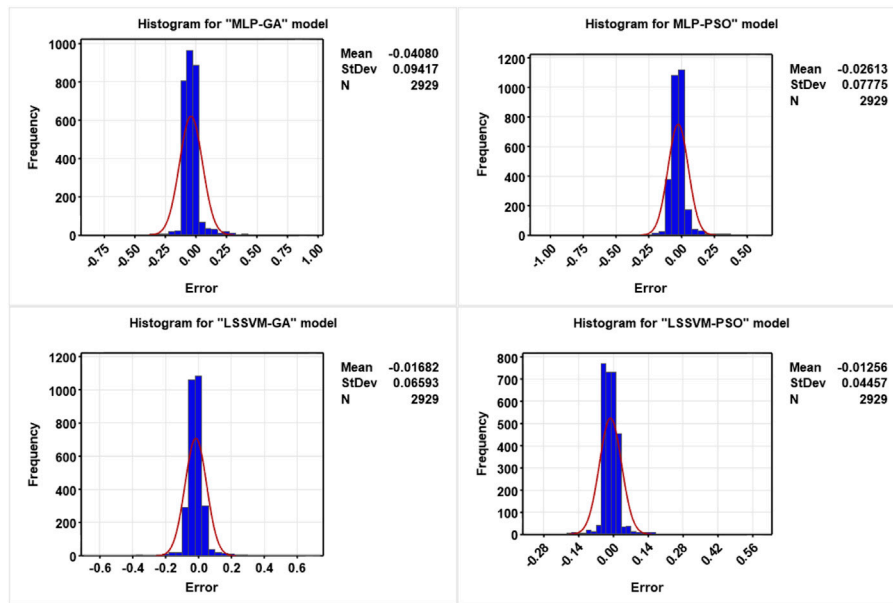 Histogram for "MLP-GA" model
Mean -0.04080
StDev 0.09417
N 2929
Frequency
1000
800
600
400
200
0
-0.75 -0.50 -0.25 0.00 0.25 0.50 0.75 1.00
Error
Histogram for MLP-PSO" model
Mean -0.02613
StDev 0.07775
N 2929
Frequency
1200
1000
800
600
400
200
0
-1.00 -0.75 -0.50 -0.25 0.00 0.25 0.50
Error
Histogram for "LSSVM-GA" model
Mean -0.01682
StDev 0.06593
N 2929
Frequency
1200
1000
800
600
400
200
0
-0.6 -0.4 -0.2 0.0 0.2 0.4 0.6
Error
Histogram for "LSSVM-PSO" model
Mean -0.01256
StDev 0.04457
N 2929
Frequency
800
700
600
500
400
300
200
100
0
-0.28 -0.14 0.00 0.14 0.28 0.42 0.56
Error